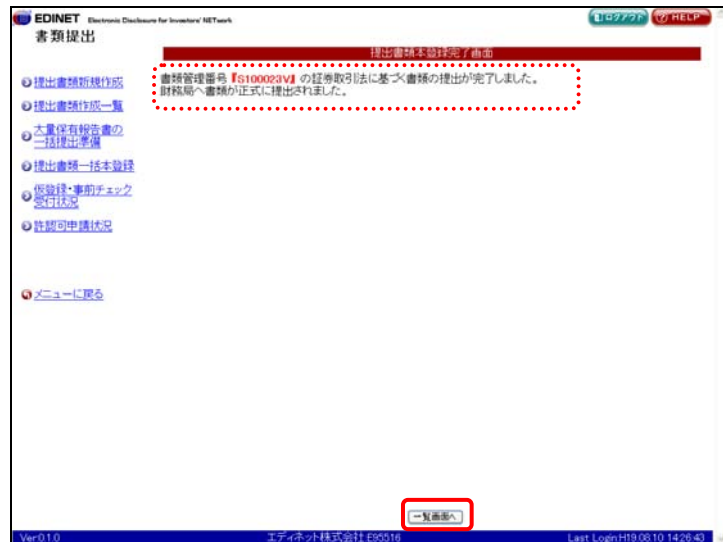 EDINET Electronic Disclosure for Investors' NETwork
ログアウト
HELP
書類提出
提出書類本登録完了画面
書類管理番号『S100023V』の証券取引法に基づく書類の提出が完了しました。
財務局へ書類が正式に提出されました。
提出書類新規作成
提出書類作成一覧
大量保有報告書の
一括提出準備
提出書類一括本登録
仮登録・事前チェック
受付状況
許認可申請状況
メニューに戻る
一覧画面へ
Ver.0.1.0
エディネット株式会社 E95516
Last Login H19.08.10 14:26:43